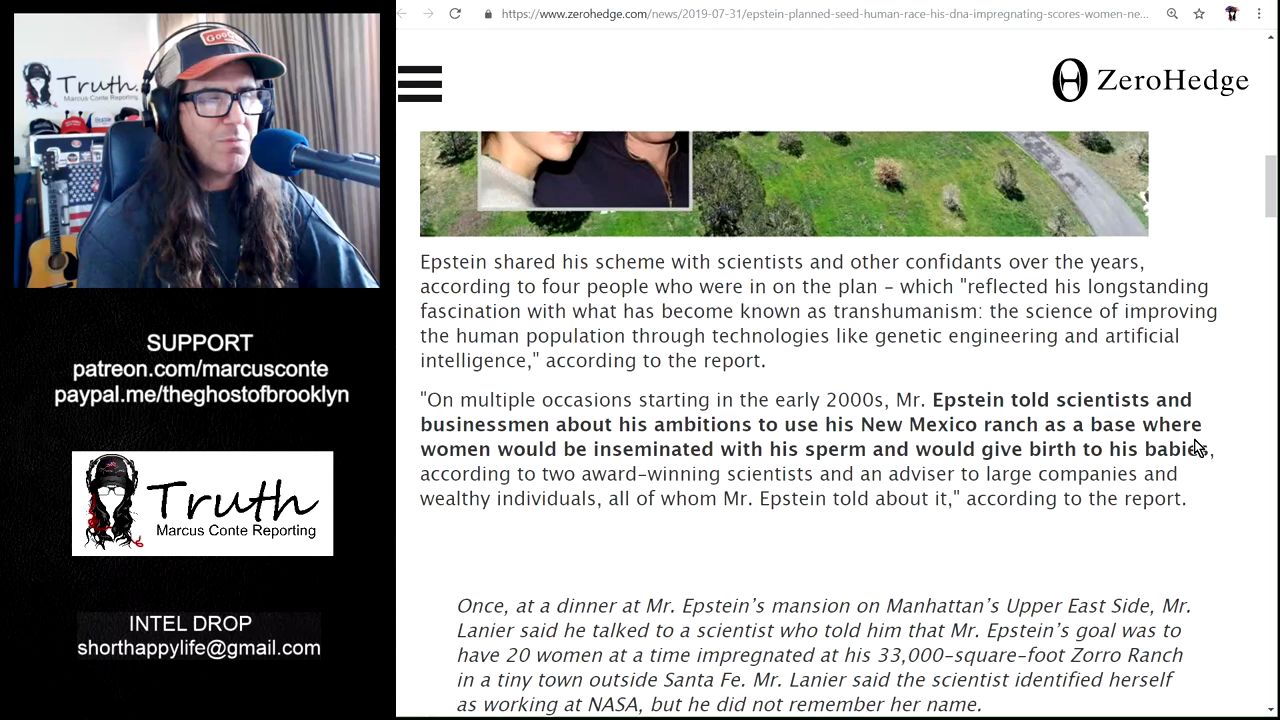 Truth.
Marcus Conte Reporting
SUPPORT
patreon.com/marcusconte
paypal.me/theghostofbrooklyn
Truth
Marcus Conte Reporting
INTEL DROP
shorthappylife@gmail.com
https://www.zerohedge.com/news/2019-07-31/epstein-planned-seed-human-race-his-dna-impregnating-scores-women-ne...
ZeroHedge
Epstein shared his scheme with scientists and other confidants over the years,
according to four people who were in on the plan – which "reflected his longstanding
fascination with what has become known as transhumanism: the science of improving
the human population through technologies like genetic engineering and artificial
intelligence," according to the report.
"On multiple occasions starting in the early 2000s, Mr. Epstein told scientists and
businessmen about his ambitions to use his New Mexico ranch as a base where
women would be inseminated with his sperm and would give birth to his babies,
according to two award-winning scientists and an adviser to large companies and
wealthy individuals, all of whom Mr. Epstein told about it," according to the report.
Once, at a dinner at Mr. Epstein’s mansion on Manhattan’s Upper East Side, Mr.
Lanier said he talked to a scientist who told him that Mr. Epstein’s goal was to
have 20 women at a time impregnated at his 33,000-square-foot Zorro Ranch
in a tiny town outside Santa Fe. Mr. Lanier said the scientist identified herself
as working at NASA, but he did not remember her name.